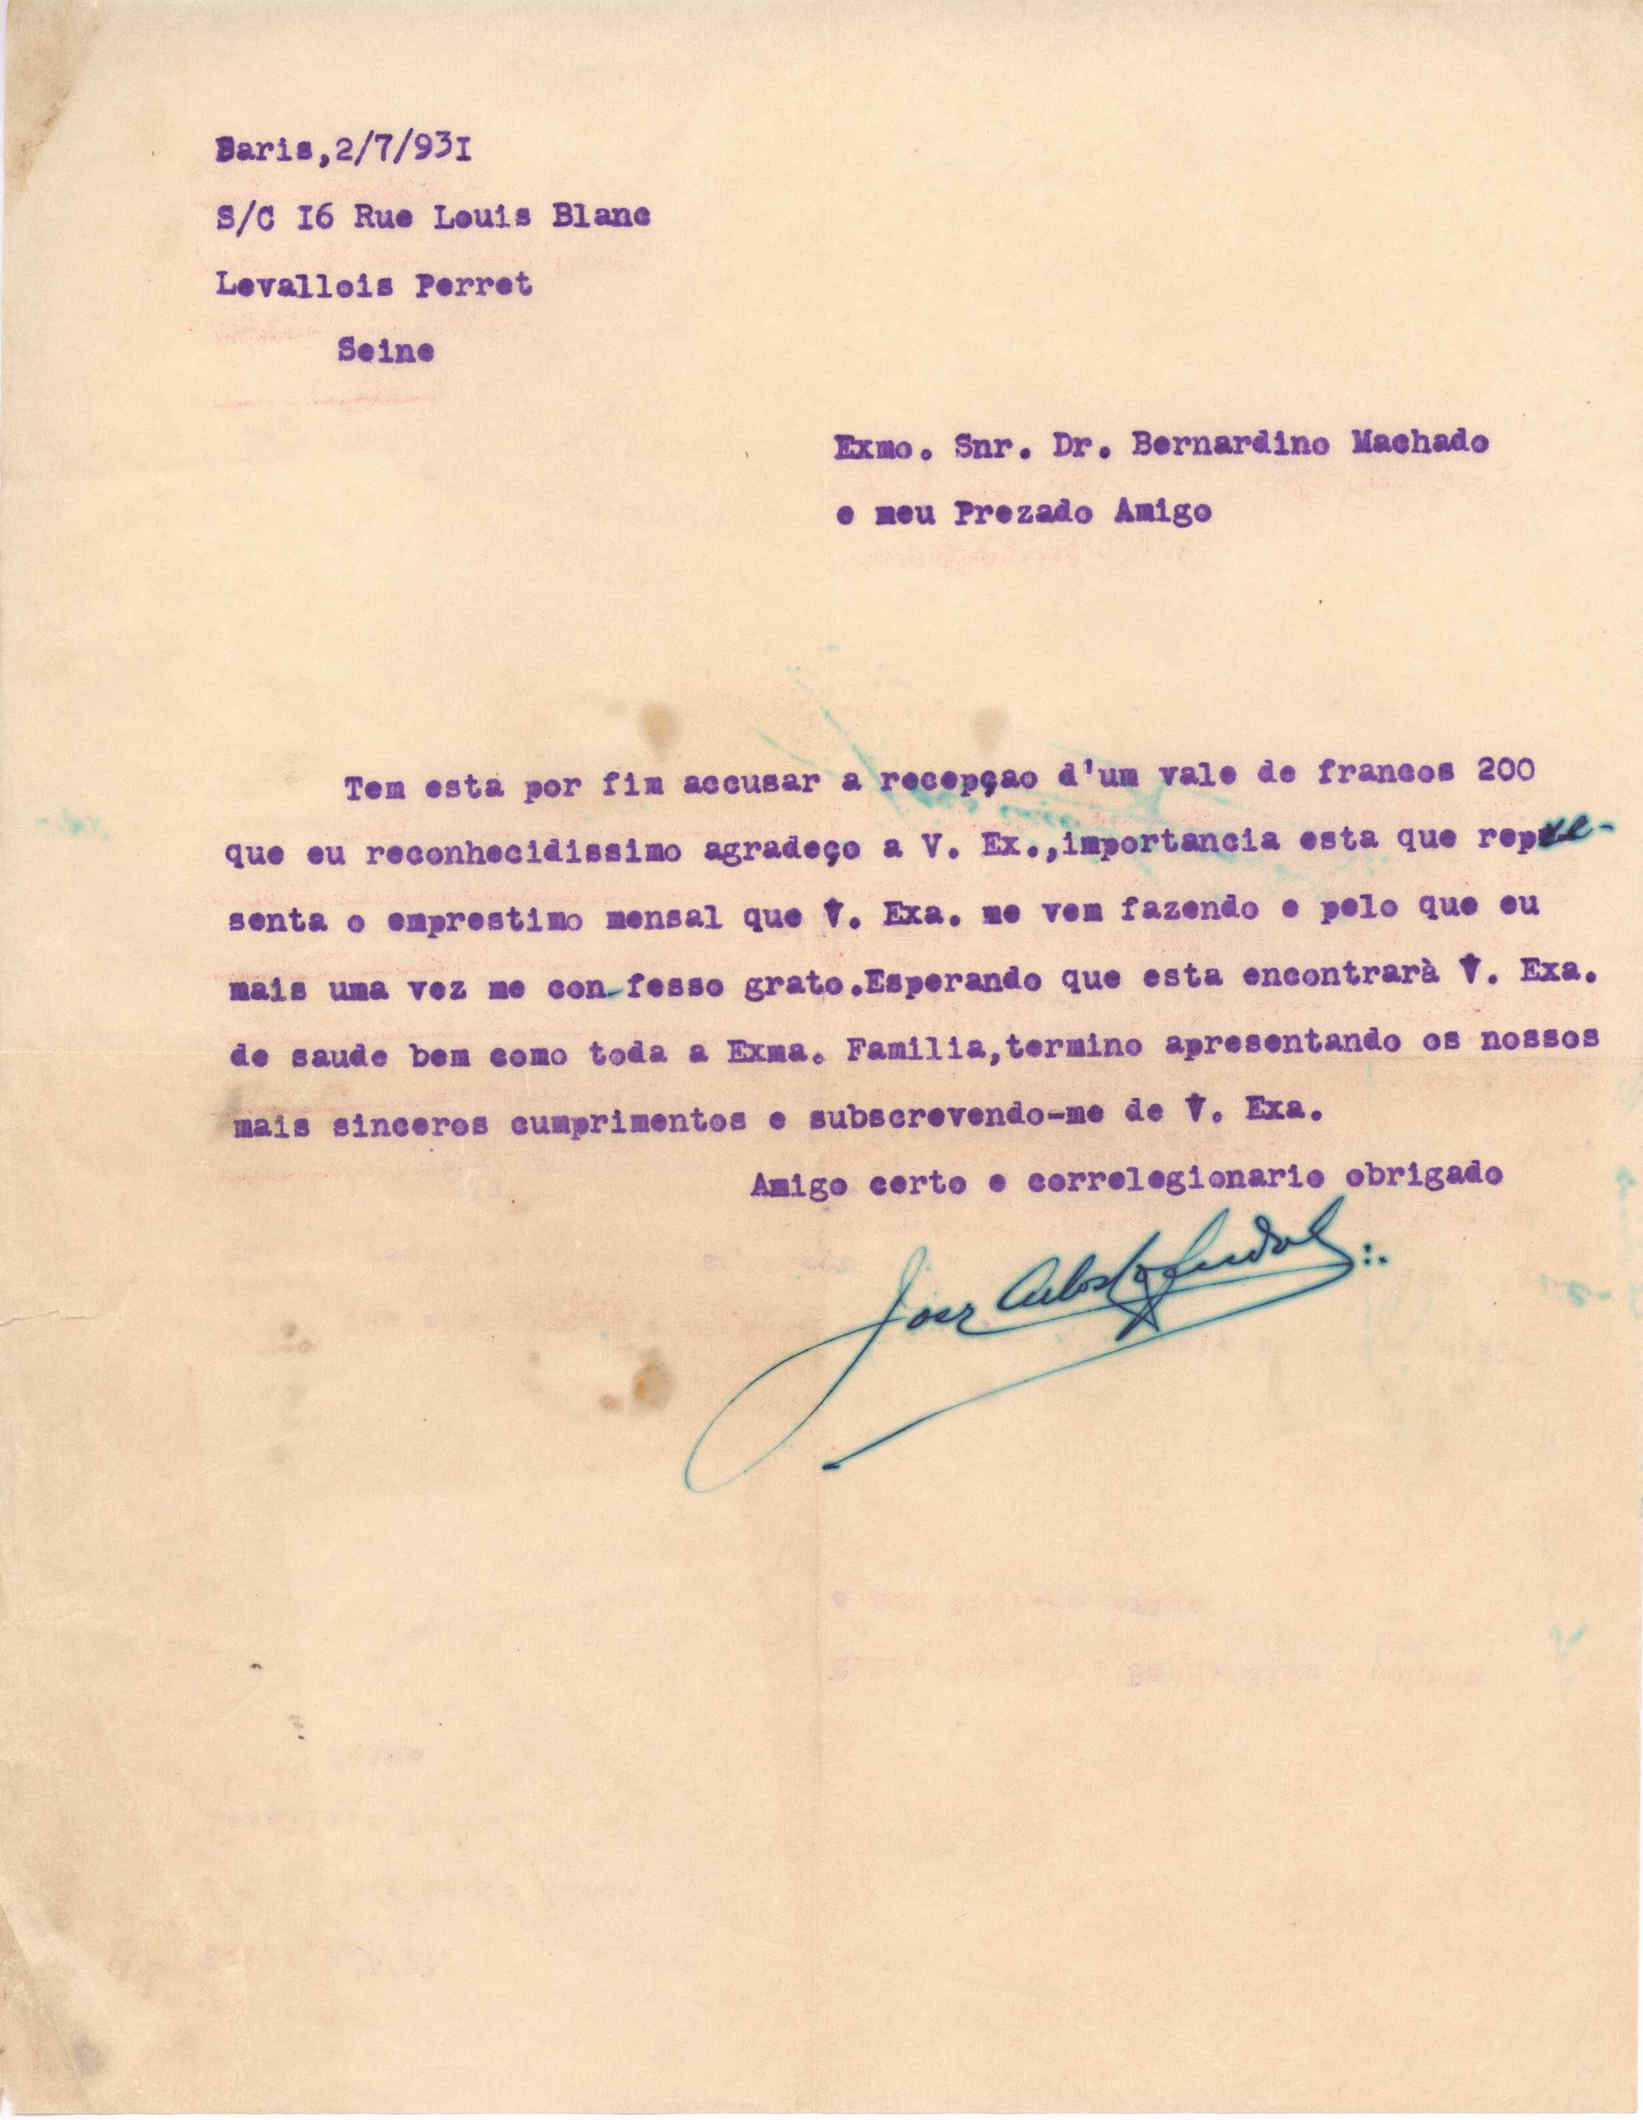 Paris,2/7/93I
S/C I6 Rue Louis Blanc
Levallois Perret
Seine
Exmo. Snr. Dr. Bernardino Machado
e meu Prezado Amigo
Tem esta por fim accusar a recepçao d'um vale de francos 200
que eu reconhecidissimo agradeço a V. Ex.,importancia esta que repre-
senta o emprestimo mensal que V. Exa. me vem fazendo e pelo que eu
mais uma vez me con-fesso grato.Esperando que esta encontrarà V. Exa.
de saude bem como toda a Exma. Familia,termino apresentando os nossos
mais sinceros cumprimentos e subscrevendo-me de V. Exa.
Amigo certo e correlegionario obrigado
Jose